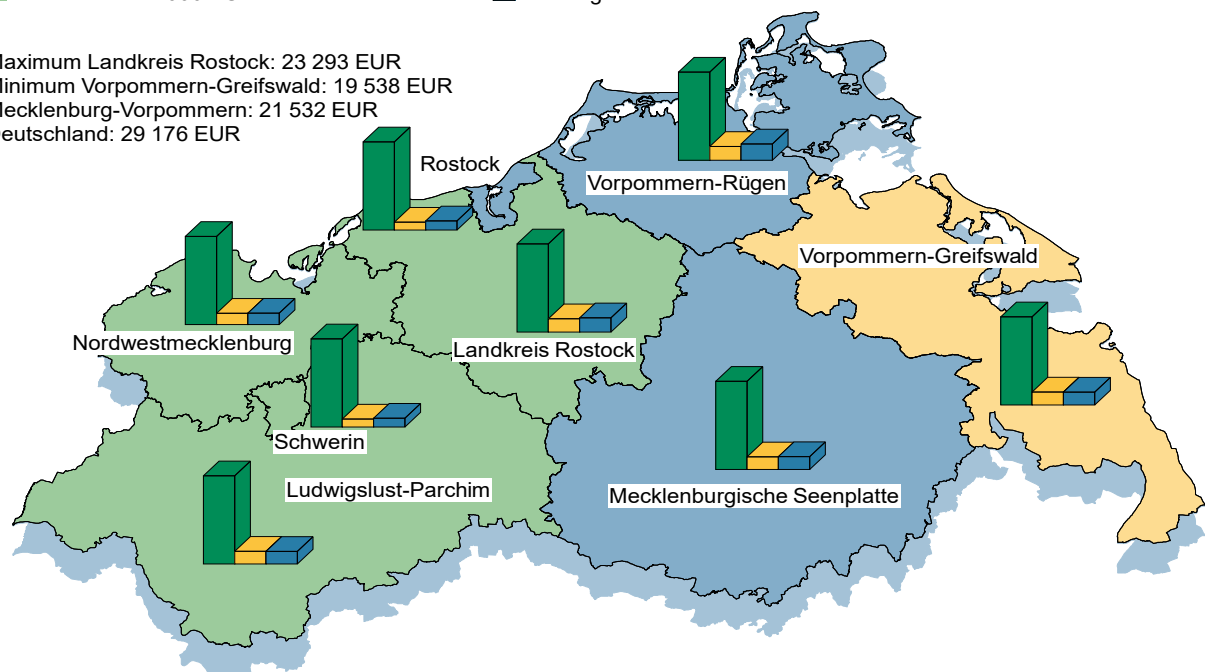 Maximum Landkreis Rostock: 23 293 EUR
Minimum Vorpommern-Greifswald: 19 538 EUR
Mecklenburg-Vorpommern: 21 532 EUR
Deutschland: 29 176 EUR
Rostock
Vorpommern-Rügen
Vorpommern-Greifswald
Nordwestmecklenburg
Landkreis Rostock
Schwerin
Ludwigslust-Parchim
Mecklenburgische Seenplatte